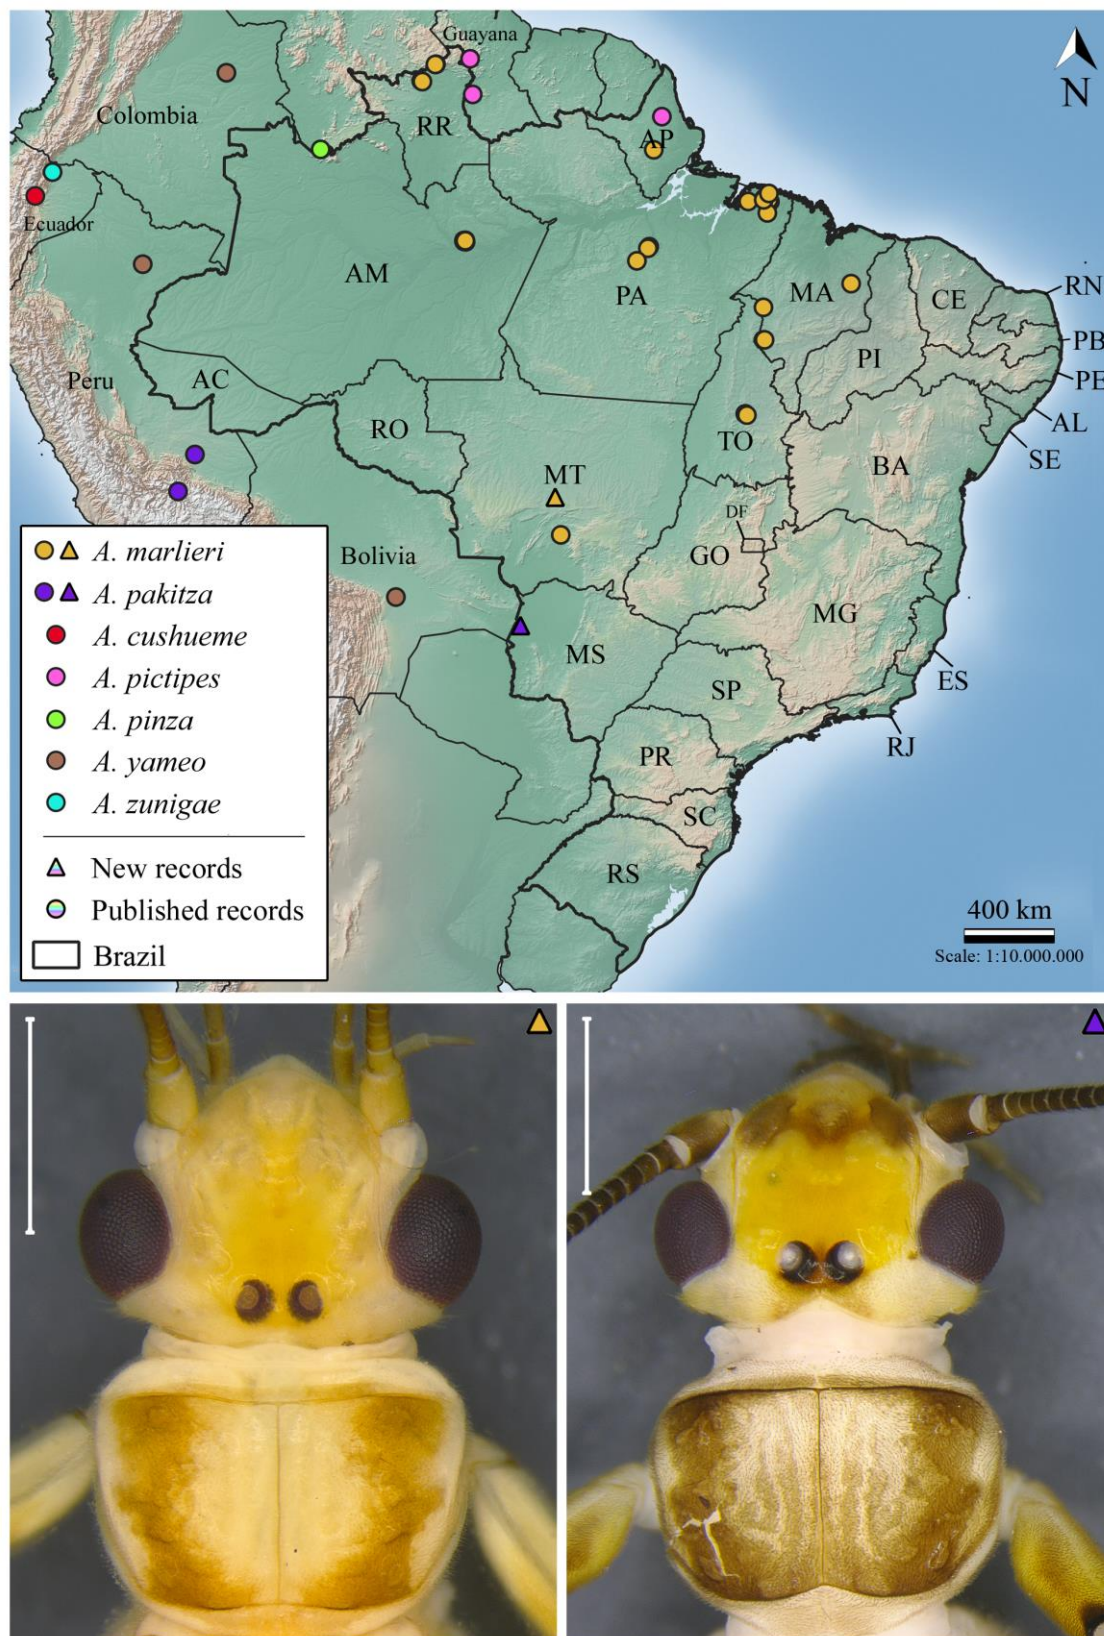 Guayana
N
Colombia
RR
AP
Ecuador
AM
PA
MA
CE
RN
PB
PI
PE
Peru
AC
AL
RO
TO
SE
BA
MT
DF
GO
Bolivia
MG
MS
ES
SP
RJ
PR
SC
RS
A. marlieri
A. pakitza
A. cushueme
A. pictipes
A. pinza
A. yameo
A. zunigae
New records
Published records
Brazil
400 km
Scale: 1:10.000.000